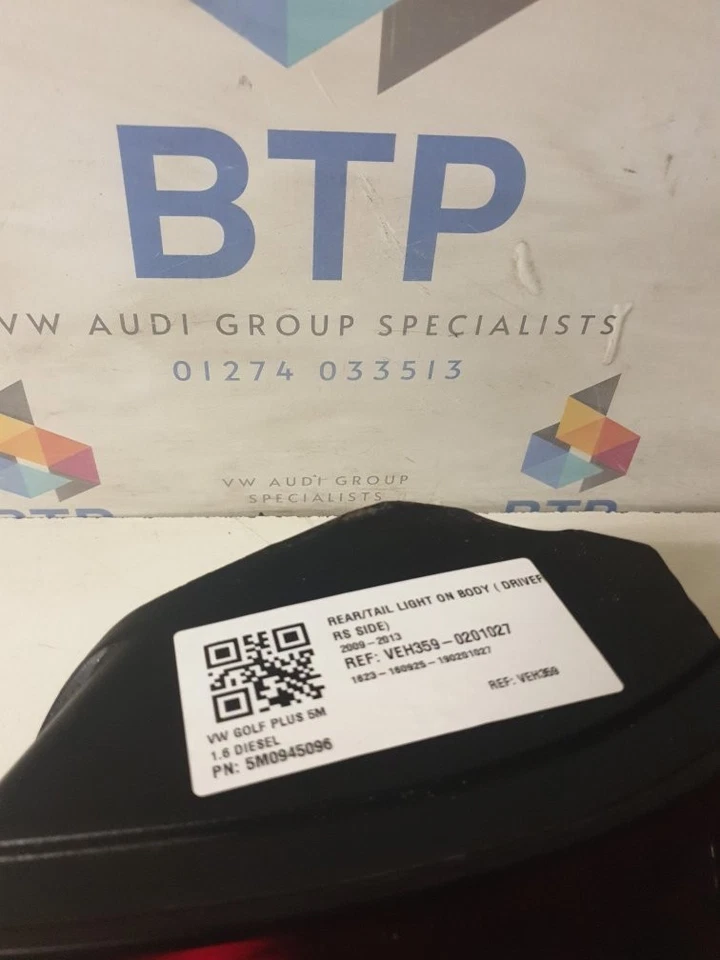 BTP
VW AUDI GROUP SPECIALISTS
01274 033513
VW AUDI GROUP
SPECIALISTS
BTP
BTP
REAR/TAIL LIGHT ON BODY ( DRIVER
RS SIDE)
2009-2013
REF: VEH359-0201027
1623-160925-190201027
REF: VEH359
VW GOLF PLUS 5M
1.6 DIESEL
PN: 5M0945096